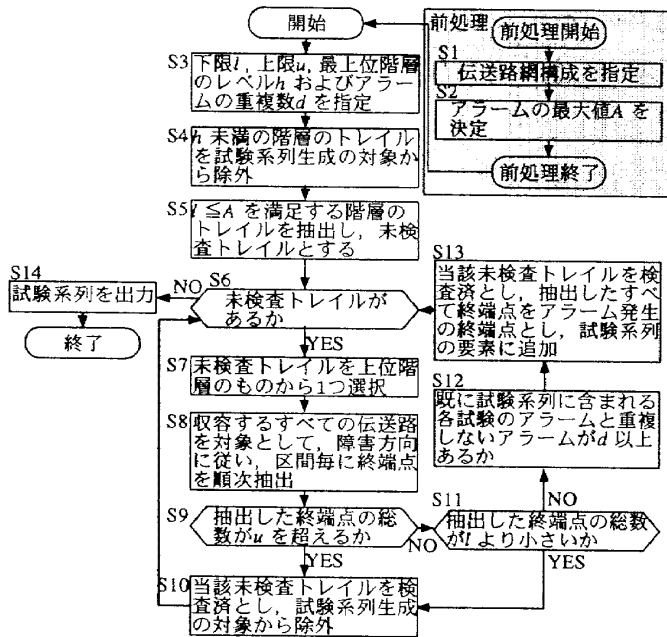 開始
前処理
前処理開始
S1
伝送路網構成を指定
S2
アラームの最大値A を
決定
前処理終了
S3
下限l, 上限u, 最上位階層
のレベルh およびアラー
ムの重複数d を指定
S4
h 未満の階層のトレイル
を試験系列生成の対象か
ら除外
S5
l ≦A を満足する階層の
トレイルを抽出し, 未検
査トレイルとする
S6
未検査トレイルが
あるか
NO
YES
S14
試験系列を出力
終了
S7
未検査トレイルを上位階
層のものから1つ選択
S8
収容するすべての伝送路
を対象として, 障害方向
に従い, 区間毎に終端点
を順次抽出
S9
抽出した終端点の総
数がu を超えるか
NO
YES
S10
当該未検査トレイルを検
査済とし, 試験系列生成
の対象から除外
S11
抽出した終端点の総数
がl より小さいか
NO
YES
S12
既に試験系列に含まれる
各試験のアラームと重複
しないアラームがd 以上
あるか
S13
当該未検査トレイルを検
査済とし, 抽出したすべ
て終端点をアラーム発生
の終端点とし, 試験系列
の要素に追加